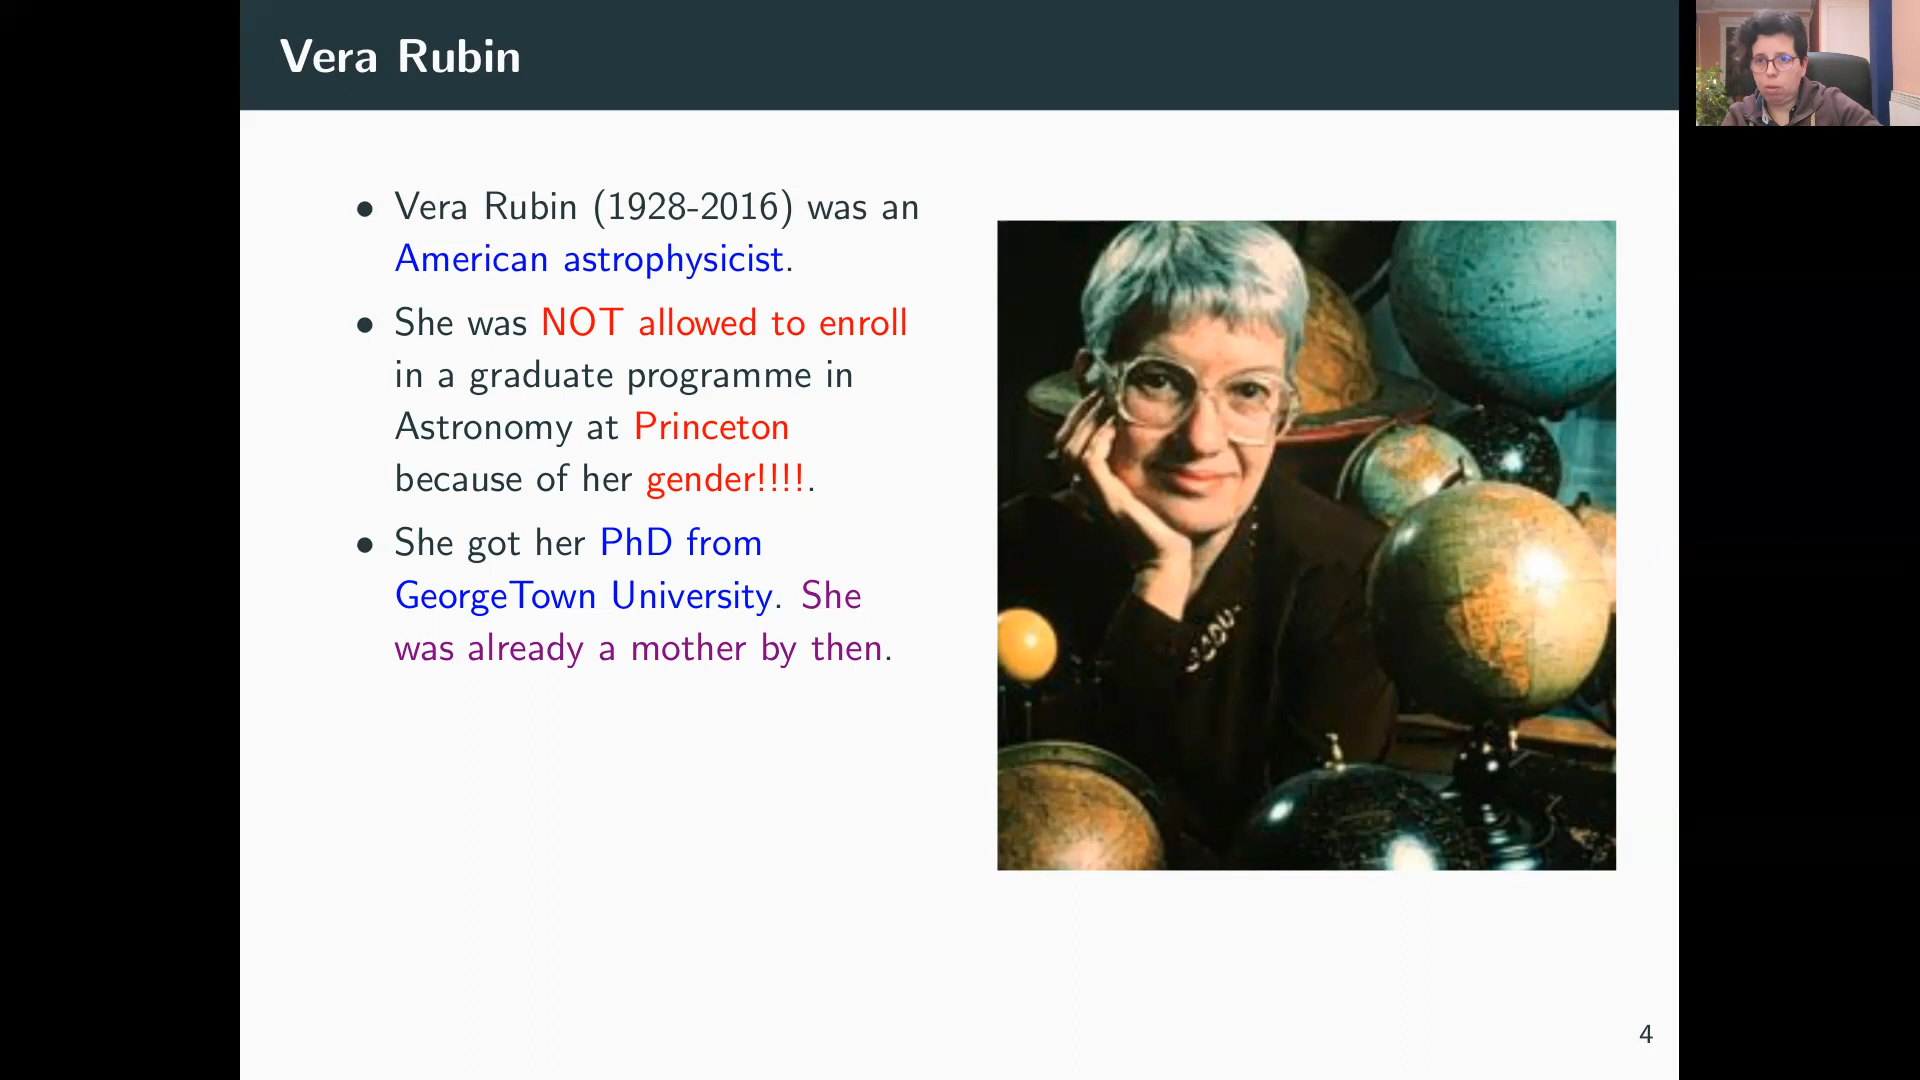 Vera Rubin
• Vera Rubin (1928-2016) was an
American astrophysicist.
• She was NOT allowed to enroll
in a graduate programme in
Astronomy at Princeton
because of her gender!!!!.
• She got her PhD from
GeorgeTown University. She
was already a mother by then.
4